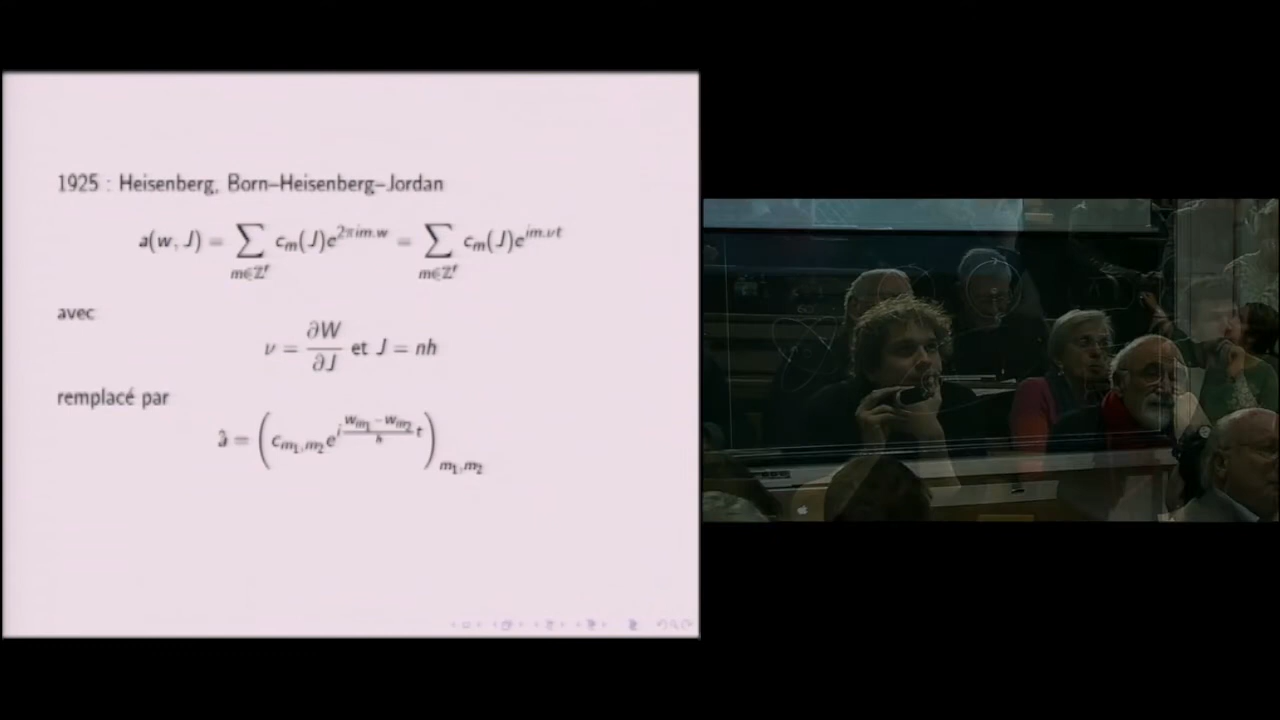 1925 : Heisenberg, Born–Heisenberg–Jordan
a(w, J) = ∑_{m∈ℤ^r} c_m(J)e^{2πim.w} = ∑_{m∈ℤ^r} c_m(J)e^{im.νt}
avec
ν = ∂W/∂J et J = nh
remplacé par
â = (c_{m_1,m_2} e^{i (W_{m_1} − W_{m_2})/ħ t})_{m_1,m_2}